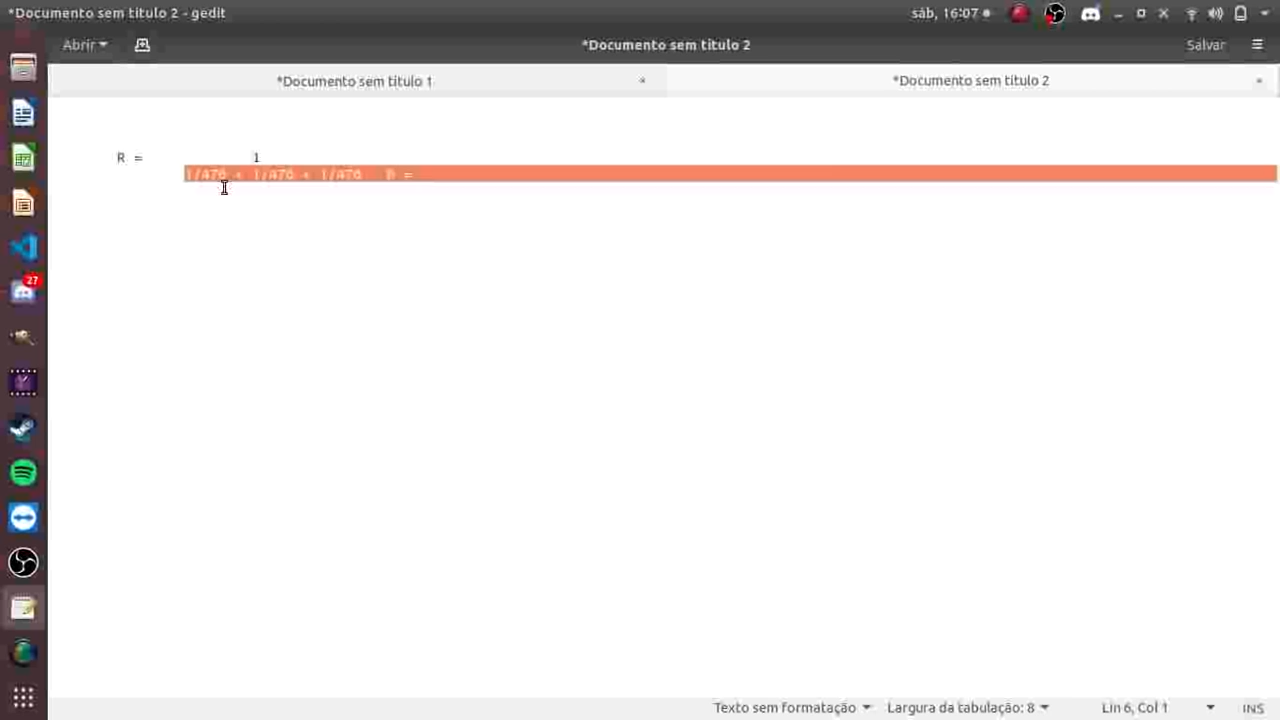 *Documento sem título 2 - gedit
sáb, 16:07
Abrir
*Documento sem título 2
Salvar
*Documento sem título 1
*Documento sem título 2
R = 1
1/470 + 1/470 + 1/470 R =
27
Texto sem formatação
Largura da tabulação: 8
Lin 6, Col 1
INS